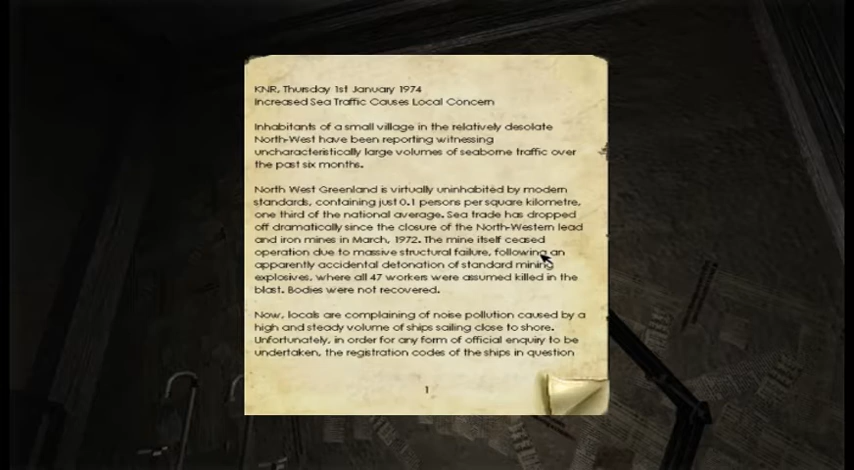 KNR, Thursday 1st January 1974
Increased Sea Traffic Causes Local Concern
Inhabitants of a small village in the relatively desolate
North-West have been reporting witnessing
uncharacteristically large volumes of seaborne traffic over
the past six months.
North West Greenland is virtually uninhabited by modern
standards, containing just 0.1 persons per square kilometre,
one third of the national average. Sea trade has dropped
off dramatically since the closure of the North-Western lead
and iron mines in March, 1972. The mine itself ceased
operation due to massive structural failure, following an
apparently accidental detonation of standard mining
explosives, where all 47 workers were assumed killed in the
blast. Bodies were not recovered.
Now, locals are complaining of noise pollution caused by a
high and steady volume of ships sailing close to shore.
Unfortunately, in order for any form of official enquiry to be
undertaken, the registration codes of the ships in question
1